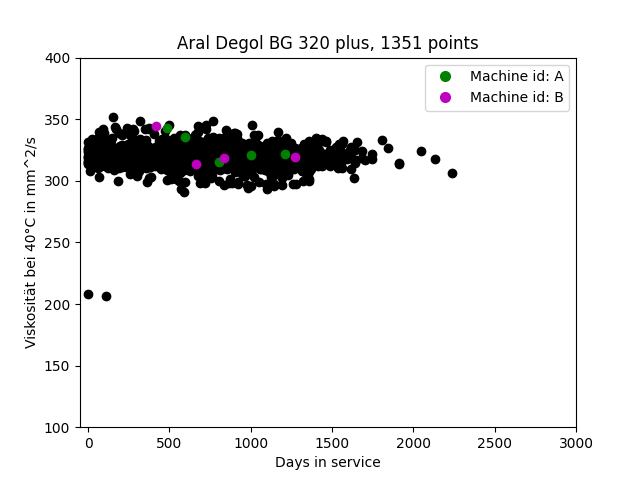 Aral Degol BG 320 plus, 1351 points
Machine id: A
Machine id: B
Viskosität bei 40°C in mm^2/s
400
350
300
250
200
150
100
0
500
1000
1500
2000
2500
3000
Days in service